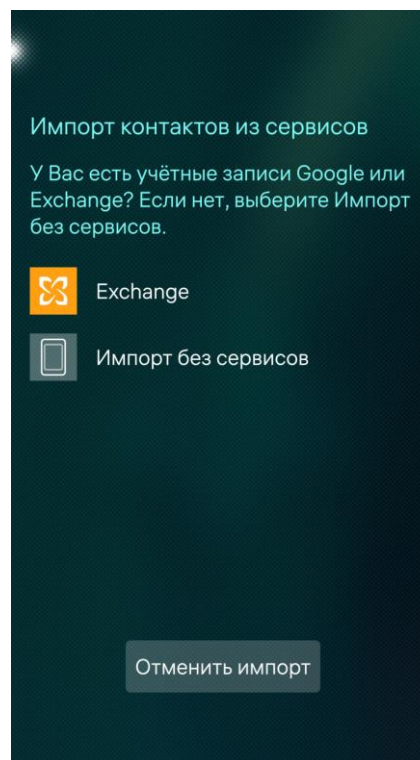 Импорт контактов из сервисов
У Вас есть учётные записи Google или
Exchange? Если нет, выберите Импорт
без сервисов.
Exchange
Импорт без сервисов
Отменить импорт